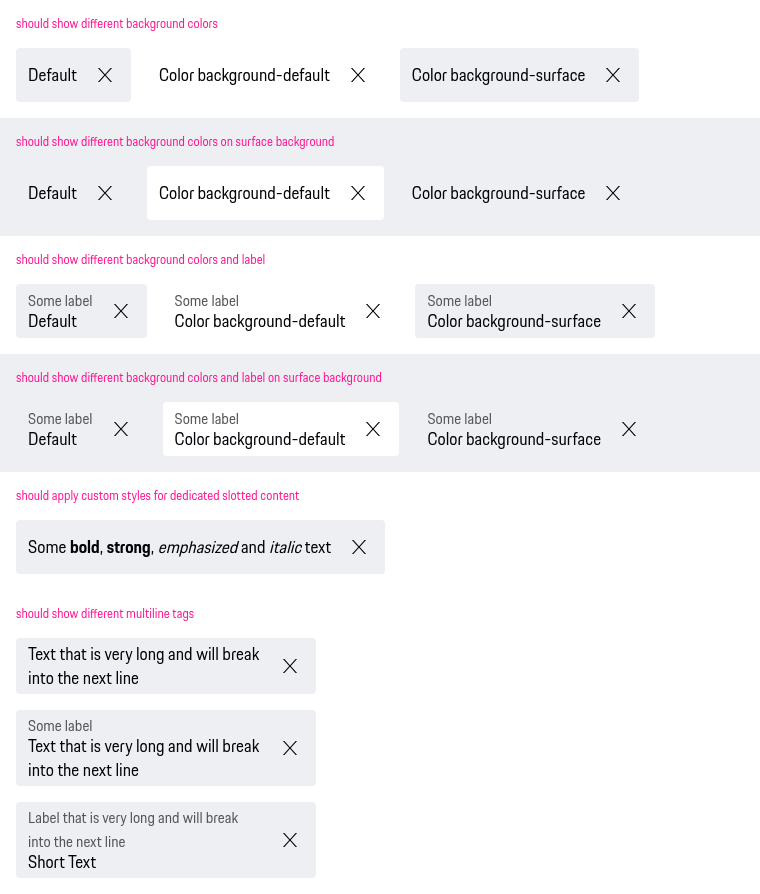 should show different background colors
Default
Color background-default
Color background-surface
should show different background colors on surface background
Default
Color background-default
Color background-surface
should show different background colors and label
Some label
Default
Some label
Color background-default
Some label
Color background-surface
should show different background colors and label on surface background
Some label
Default
Some label
Color background-default
Some label
Color background-surface
should apply custom styles for dedicated slotted content
Some bold, strong, emphasized and italic text
should show different multiline tags
Text that is very long and will break
into the next line
Some label
Text that is very long and will break
into the next line
Label that is very long and will break
into the next line
Short Text